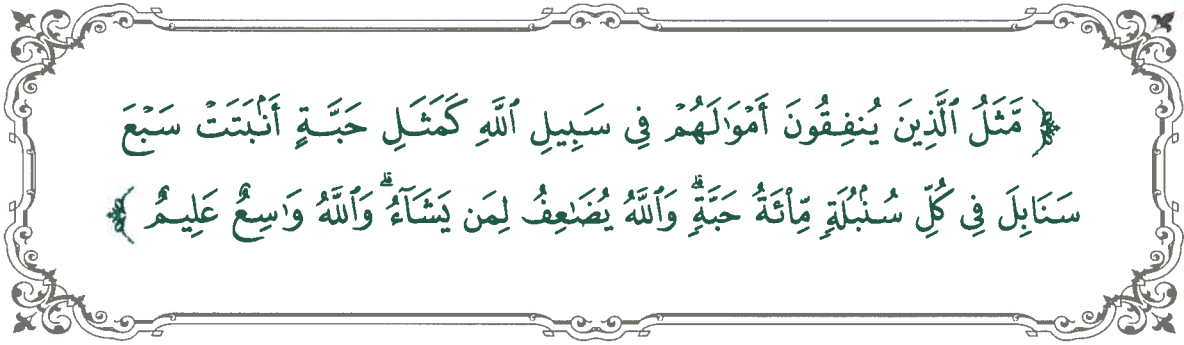 ﴿ مَّثَلُ ٱلَّذِينَ يُنفِقُونَ أَمۡوَٰلَهُمۡ فِي سَبِيلِ ٱللَّهِ كَمَثَلِ حَبَّةٍ أَنۢبَتَتۡ سَبۡعَ
سَنَابِلَ فِي كُلِّ سُنۢبُلَةٖ مِّاْئَةُ حَبَّةٖۗ وَٱللَّهُ يُضَٰعِفُ لِمَن يَشَآءُۗ وَٱللَّهُ وَٰسِعٌ عَلِيمٌ ﴾